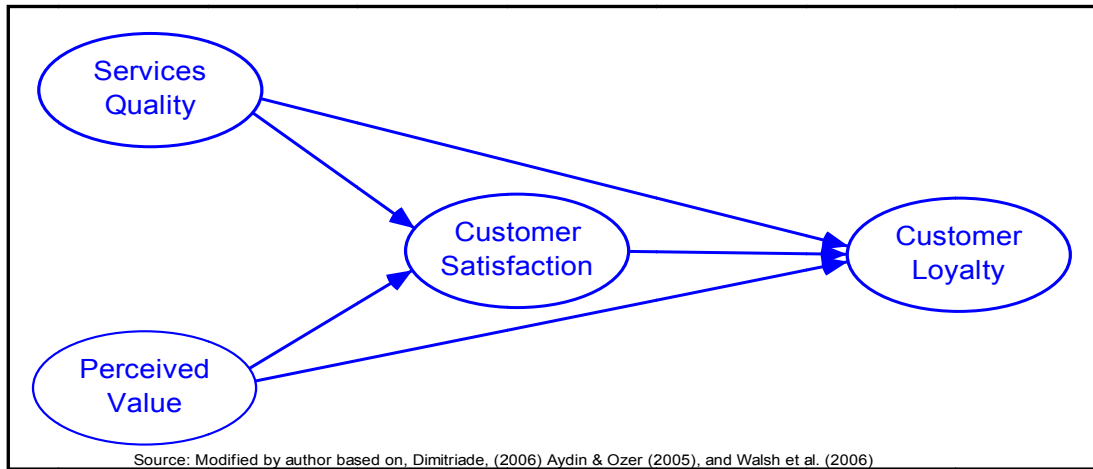 Services
Quality
Customer
Satisfaction
Customer
Loyalty
Perceived
Value
Source: Modified by author based on, Dimitriade, (2006) Aydin & Ozer (2005), and Walsh et al. (2006)